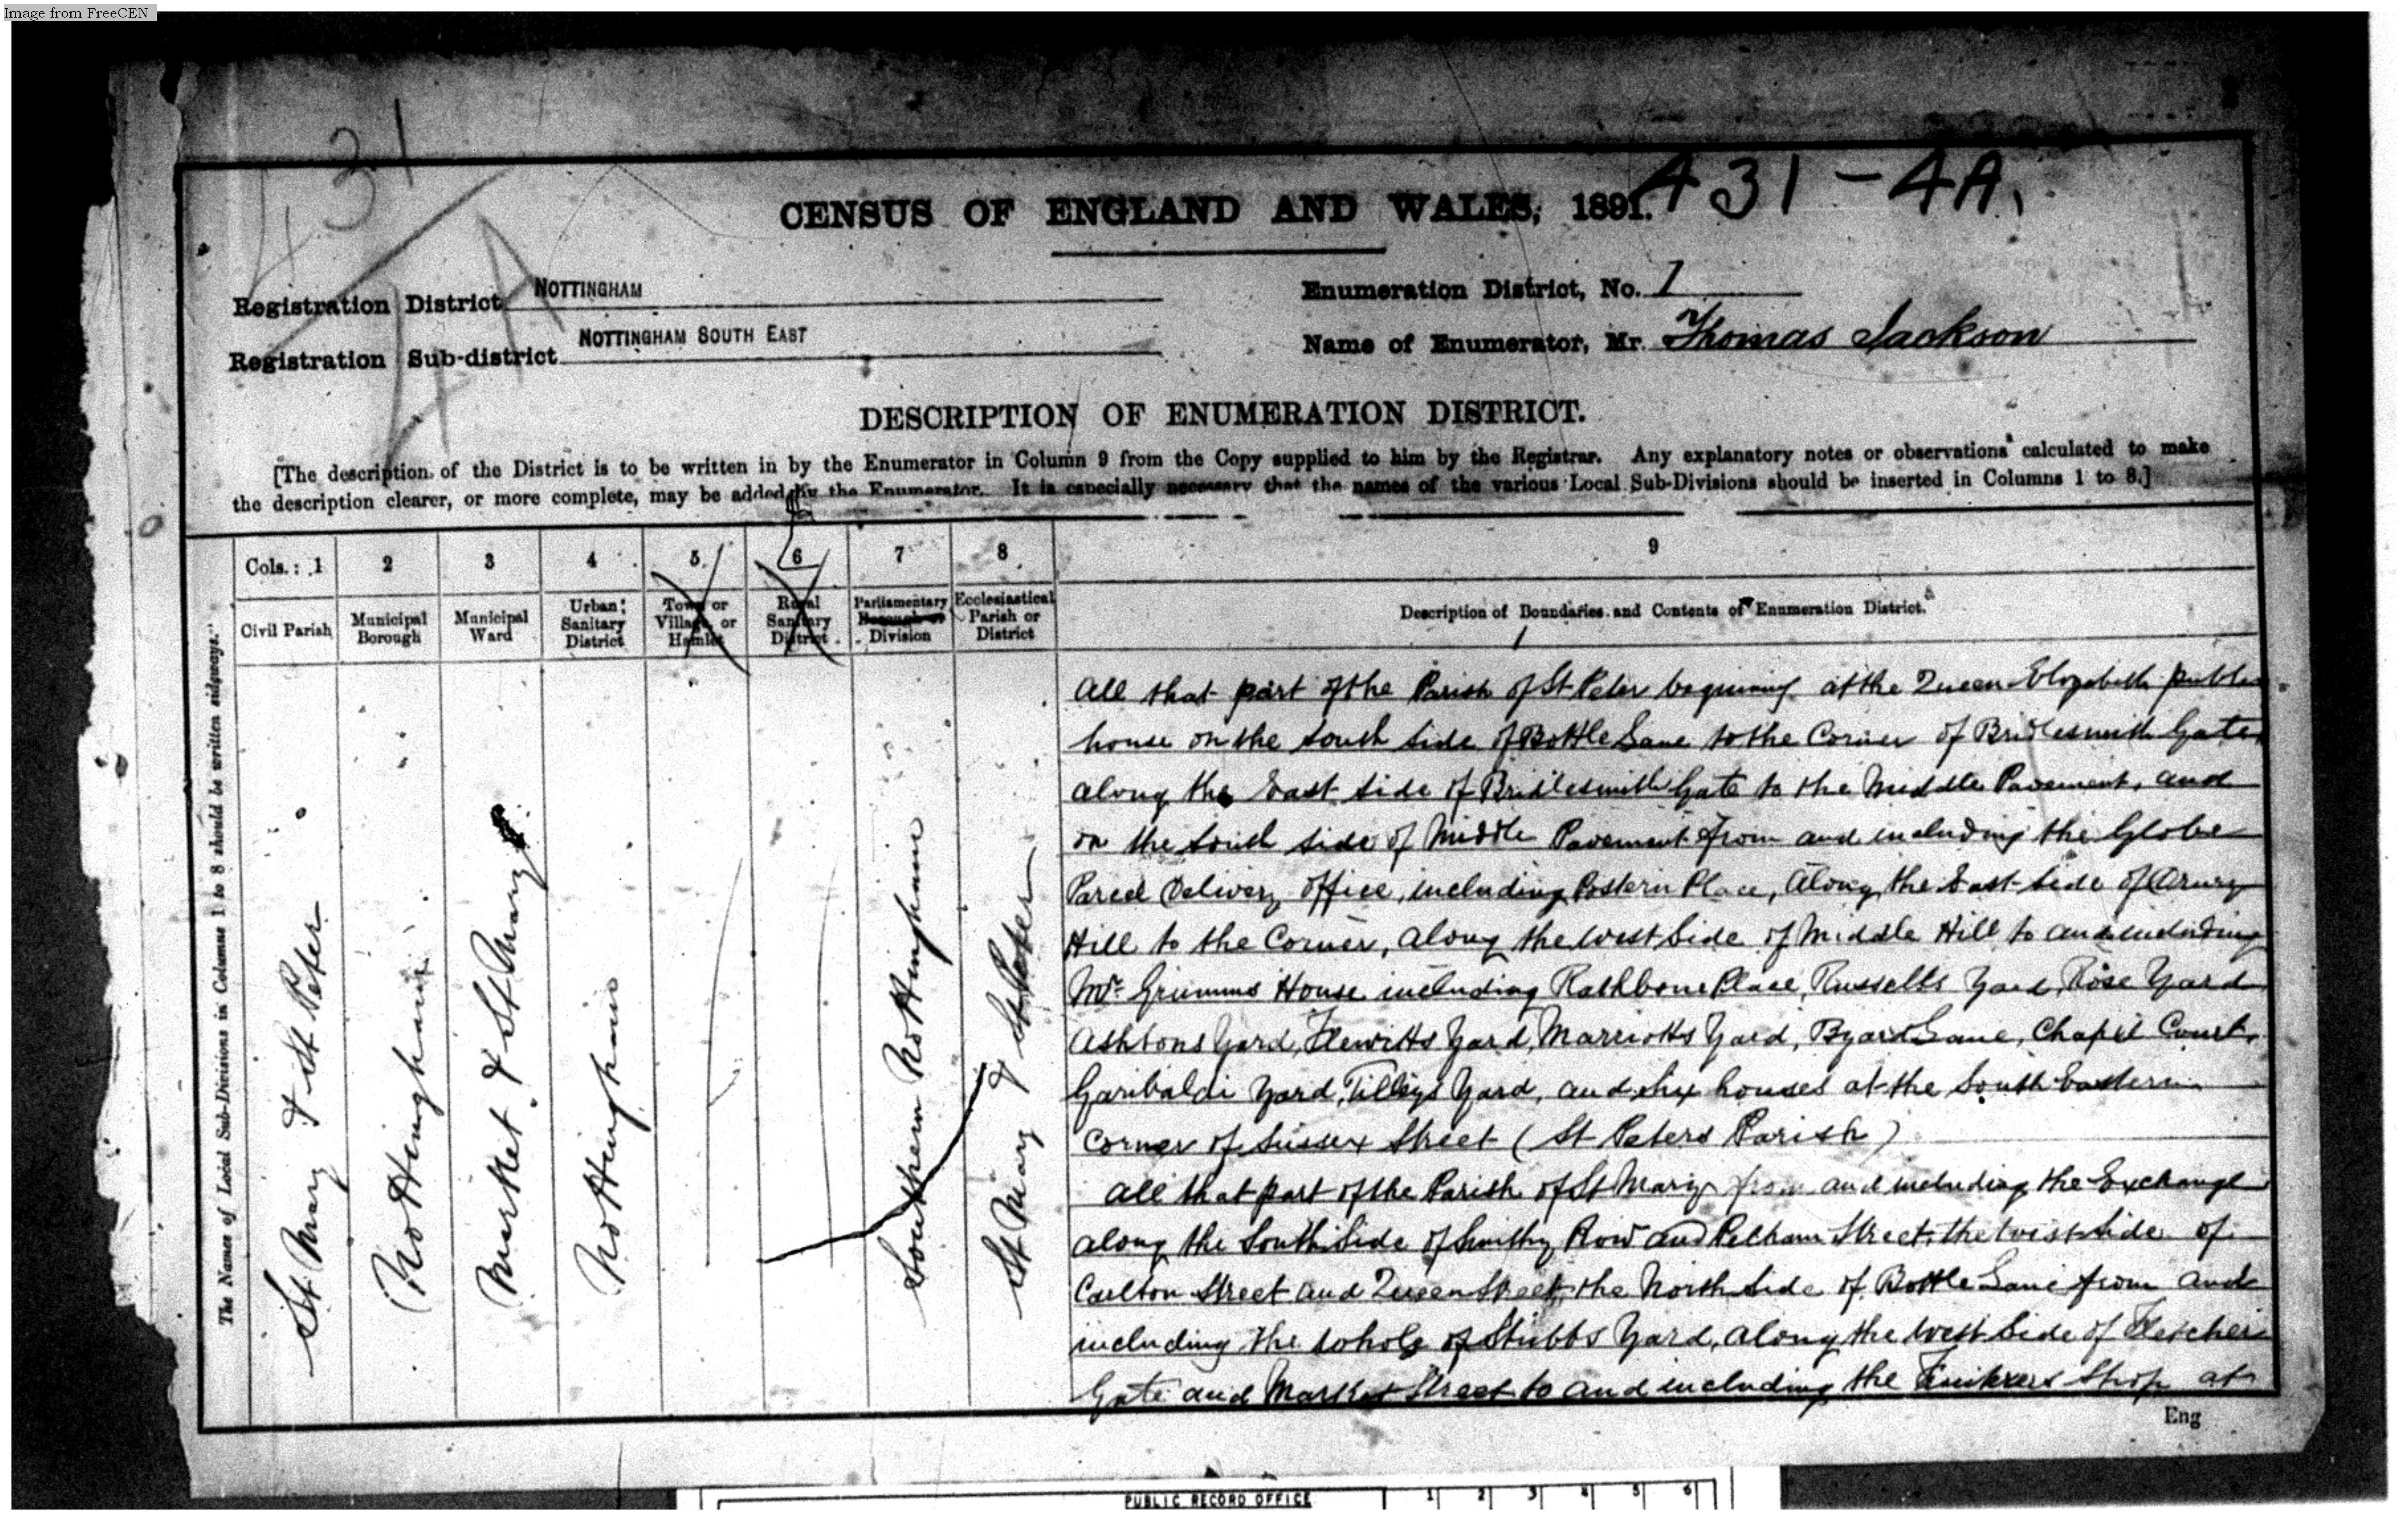 Image from FreeCEN
431
4A
431 - 4A.
CENSUS OF ENGLAND AND WALES, 1891.
Registration District NOTTINGHAM
Enumeration District, No. 1
Registration Sub-district NOTTINGHAM SOUTH EAST
Name of Enumerator, Mr. Thomas Jackson
DESCRIPTION OF ENUMERATION DISTRICT.
[The description of the District is to be written in by the Enumerator in Column 9 from the Copy supplied to him by the Registrar. Any explanatory notes or observations calculated to make
the description clearer, or more complete, may be added by the Enumerator. It is especially necessary that the names of the various Local Sub-Divisions should be inserted in Columns 1 to 8.]
The Names of Local Sub-Divisions in Columns 1 to 8 should be written sideways."
Cols.: 1 2 3 4 5 6 7 8 9
Civil Parish
Municipal Borough
Municipal Ward
Urban Sanitary District
Town or Village or Hamlet
Rural Sanitary District
Parliamentary Borough or Division
Ecclesiastical Parish or District
Description of Boundaries and Contents of Enumeration District.
St. Mary & St Peter
Nottingham
Market & St Mary
Nottingham
Southern Nottingham
St Mary & St Peter
All that part of the Parish of St Peter beginning at the Queen Elizabeth public
house on the South Side of Bottle Lane to the Corner of Bridlesmith Gate,
along the East Side of Bridlesmith Gate to the Middle Pavement, and
on the South side of Middle Pavement from and including the Globe
Parcel Delivery office, including Postern Place, Along the East Side of Drury
Hill to the Corner, along the West Side of Middle Hill to and including
Mr. Grimms House including Rathbone Place, Russells Yard, Rose Yard
Ashtons Yard, Flewitts Yard, Marriotts Yard, Byard Lane, Chapel Court,
Garibaldi Yard, Tilleys Yard, and Six houses at the South Eastern
Corner of Sussex Street (St Peters Parish)
All that part of the Parish of St Mary from and including the Exchange
along the South Side of Smithy Row and Pelham Street, the West Side of
Carlton Street and Queen Street, the North Side of Bottle Lane from and
including the whole of Stubbs Yard, along the West Side of Fletcher
Gate and Market Street to and including the Shop at
Eng
PUBLIC RECORD OFFICE 1 2 3 4 5 6